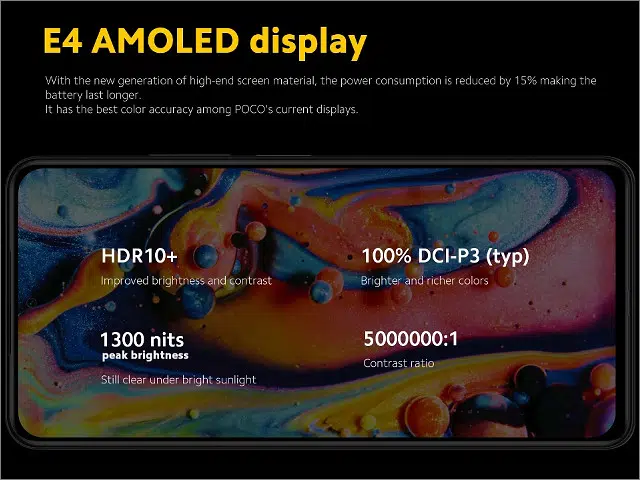 E4 AMOLED display
With the new generation of high-end screen material, the power consumption is reduced by 15% making the
battery last longer.
It has the best color accuracy among POCO's current displays.
HDR10+
Improved brightness and contrast
100% DCI-P3 (typ)
Brighter and richer colors
1300 nits
peak brightness
Still clear under bright sunlight
5000000:1
Contrast ratio